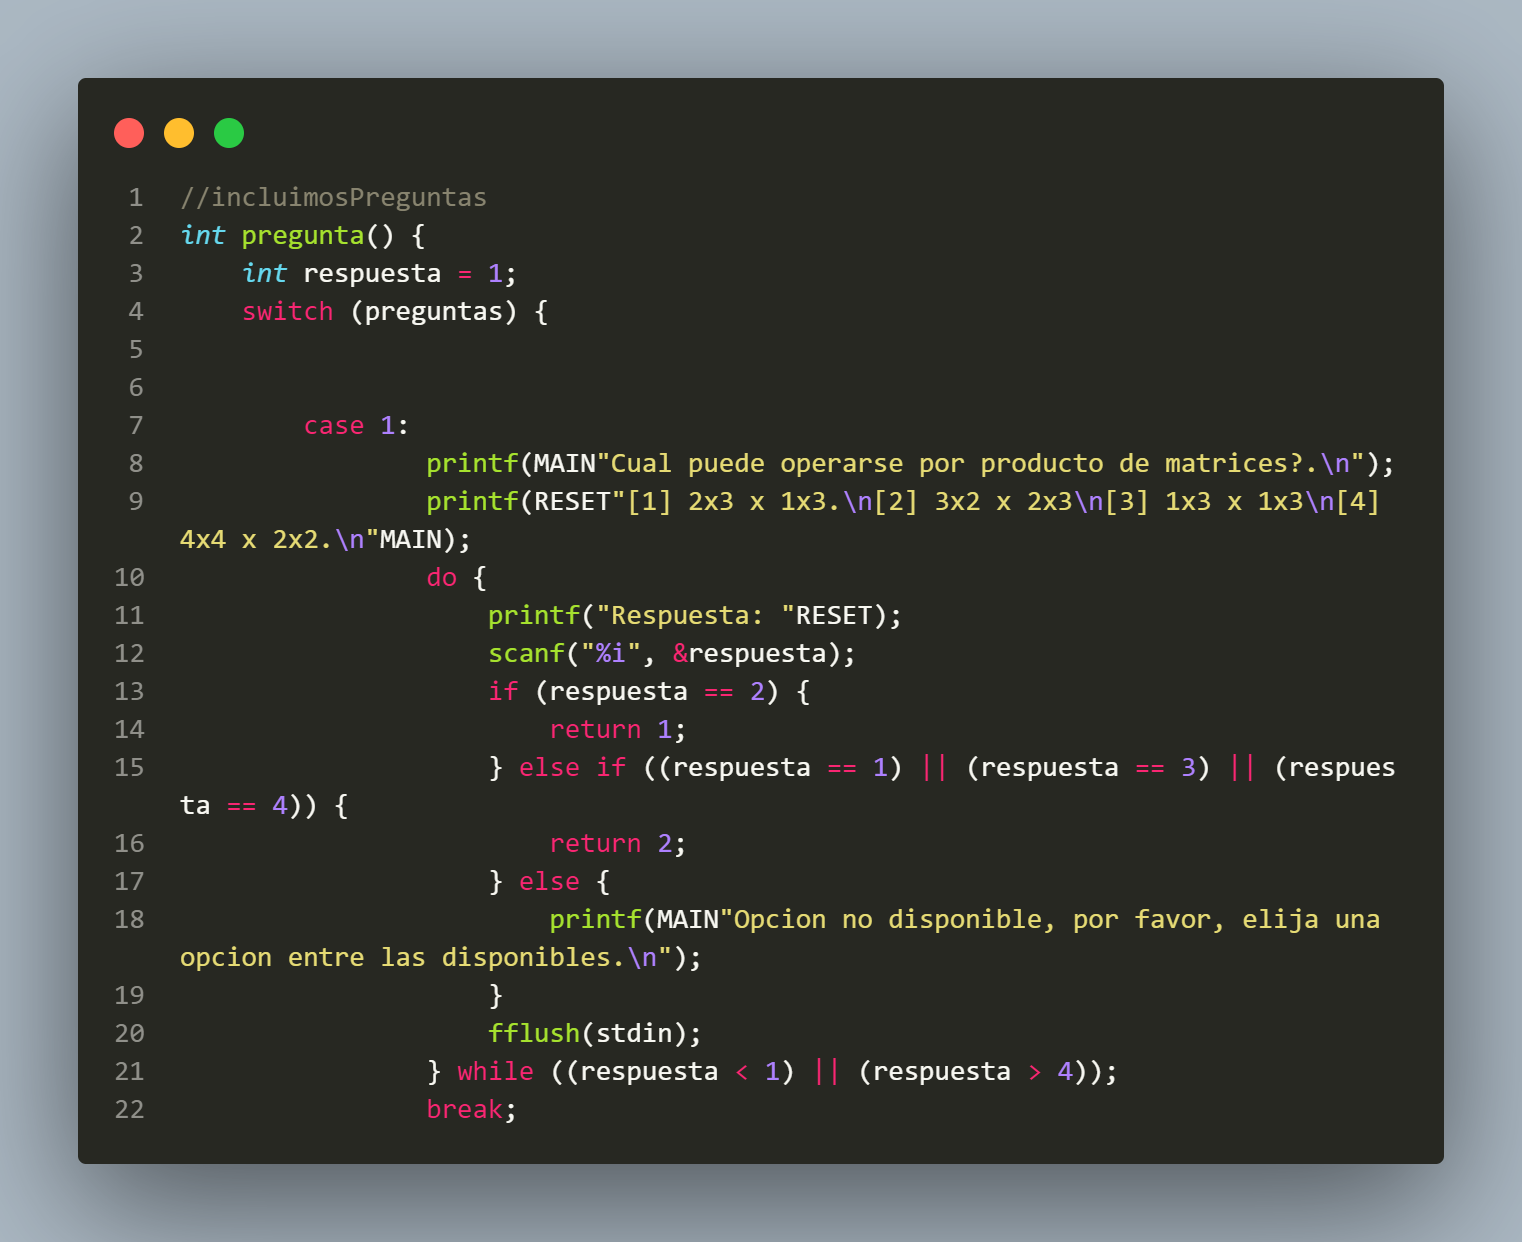 1 //incluimosPreguntas
2 int pregunta() {
3     int respuesta = 1;
4     switch (preguntas) {
5
6
7         case 1:
8                 printf(MAIN"Cual puede operarse por producto de matrices?.\n");
9                 printf(RESET"[1] 2x3 x 1x3.\n[2] 3x2 x 2x3\n[3] 1x3 x 1x3\n[4]
4x4 x 2x2.\n"MAIN);
10                 do {
11                     printf("Respuesta: "RESET);
12                     scanf("%i", &respuesta);
13                     if (respuesta == 2) {
14                         return 1;
15                     } else if ((respuesta == 1) || (respuesta == 3) || (respues
ta == 4)) {
16                         return 2;
17                     } else {
18                         printf(MAIN"Opcion no disponible, por favor, elija una
opcion entre las disponibles.\n");
19                     }
20                     fflush(stdin);
21                 } while ((respuesta < 1) || (respuesta > 4));
22                 break;